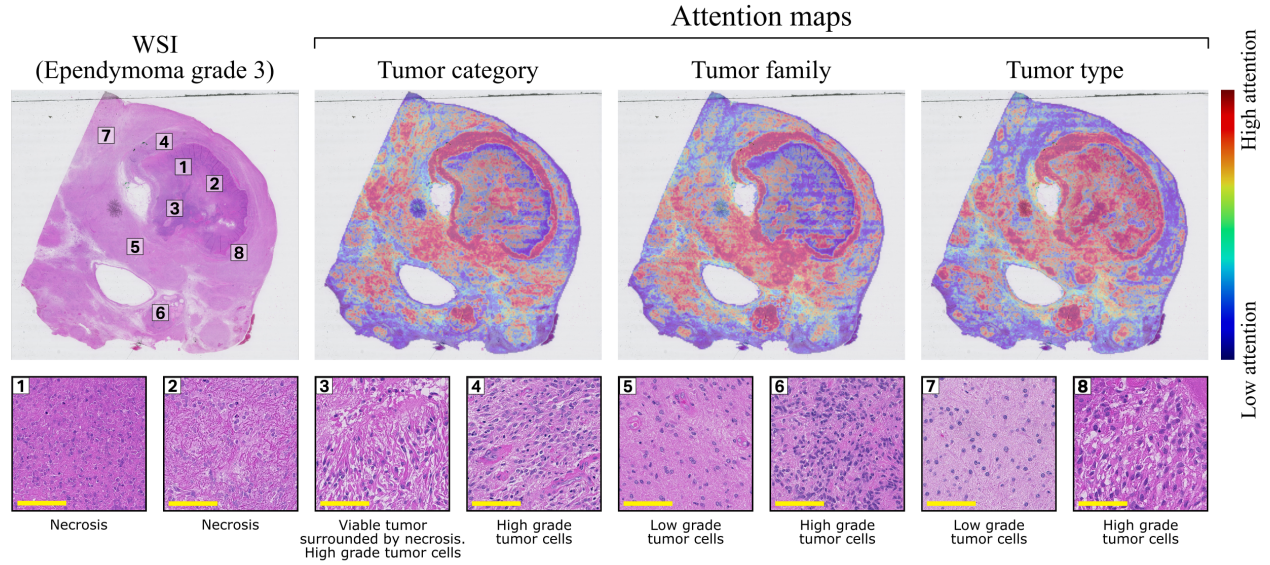 Attention maps
WSI
(Ependymoma grade 3)
Tumor category
Tumor family
Tumor type
7
4
1
2
3
5
8
6
High attention
Low attention
1
2
3
4
5
6
7
8
Necrosis
Necrosis
Viable tumor
surrounded by necrosis.
High grade tumor cells
High grade
tumor cells
Low grade
tumor cells
High grade
tumor cells
Low grade
tumor cells
High grade
tumor cells